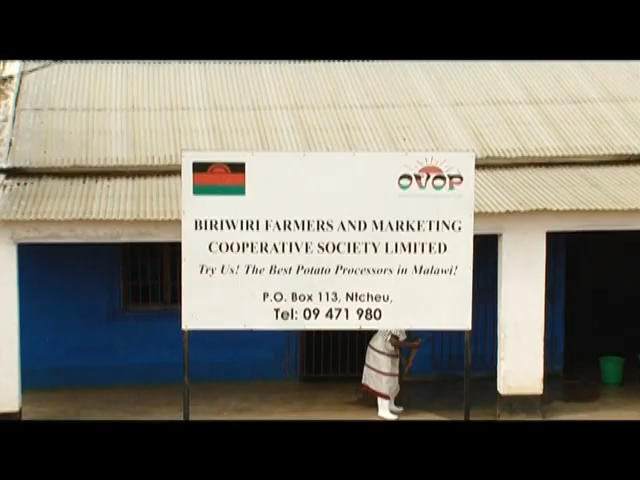 OVOP
BIRIWIRI FARMERS AND MARKETING
COOPERATIVE SOCIETY LIMITED
Try Us! The Best Potato Processors in Malawi!
P.O. Box 113, Ntcheu,
Tel: 09 471 980